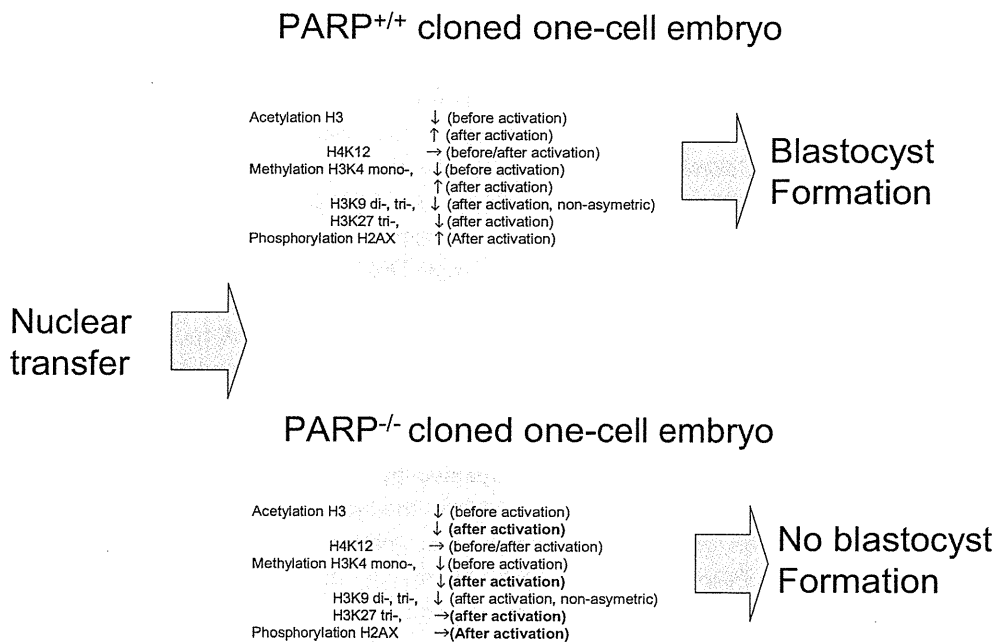 PARP+/+ cloned one-cell embryo
Acetylation H3 ↓ (before activation)
↑ (after activation)
H4K12 → (before/after activation)
Methylation H3K4 mono-, ↓ (before activation)
↑ (after activation)
H3K9 di-, tri-, ↓ (after activation, non-asymetric)
H3K27 tri-, ↓ (after activation)
Phosphorylation H2AX ↑ (After activation)
Blastocyst
Formation
Nuclear
transfer
PARP-/- cloned one-cell embryo
Acetylation H3 ↓ (before activation)
↓ (after activation)
H4K12 → (before/after activation)
Methylation H3K4 mono-, ↓ (before activation)
↓ (after activation)
H3K9 di-, tri-, ↓ (after activation, non-asymetric)
H3K27 tri-, → (after activation)
Phosphorylation H2AX → (After activation)
No blastocyst
Formation